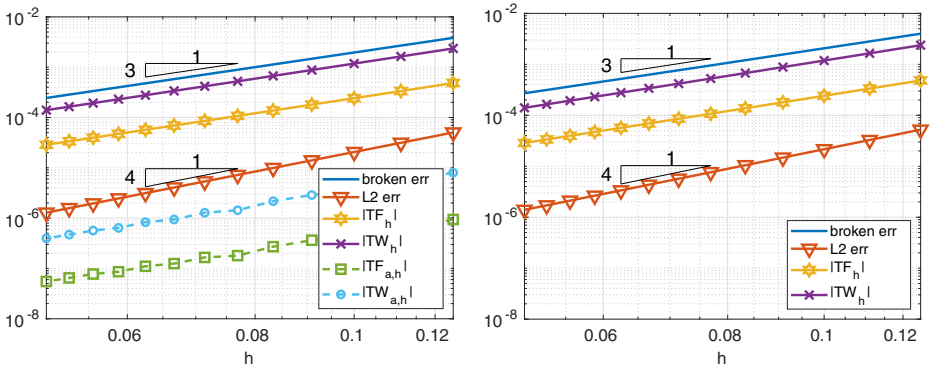 10^-2
10^-4
10^-6
10^-8
3
1
4
1
broken err
L2 err
|TF_h|
|TW_h|
|TF_a,h|
|TW_a,h|
0.06
0.08
0.1
0.12
h
10^-2
10^-4
10^-6
10^-8
3
1
4
1
broken err
L2 err
|TF_h|
|TW_h|
0.06
0.08
0.1
0.12
h